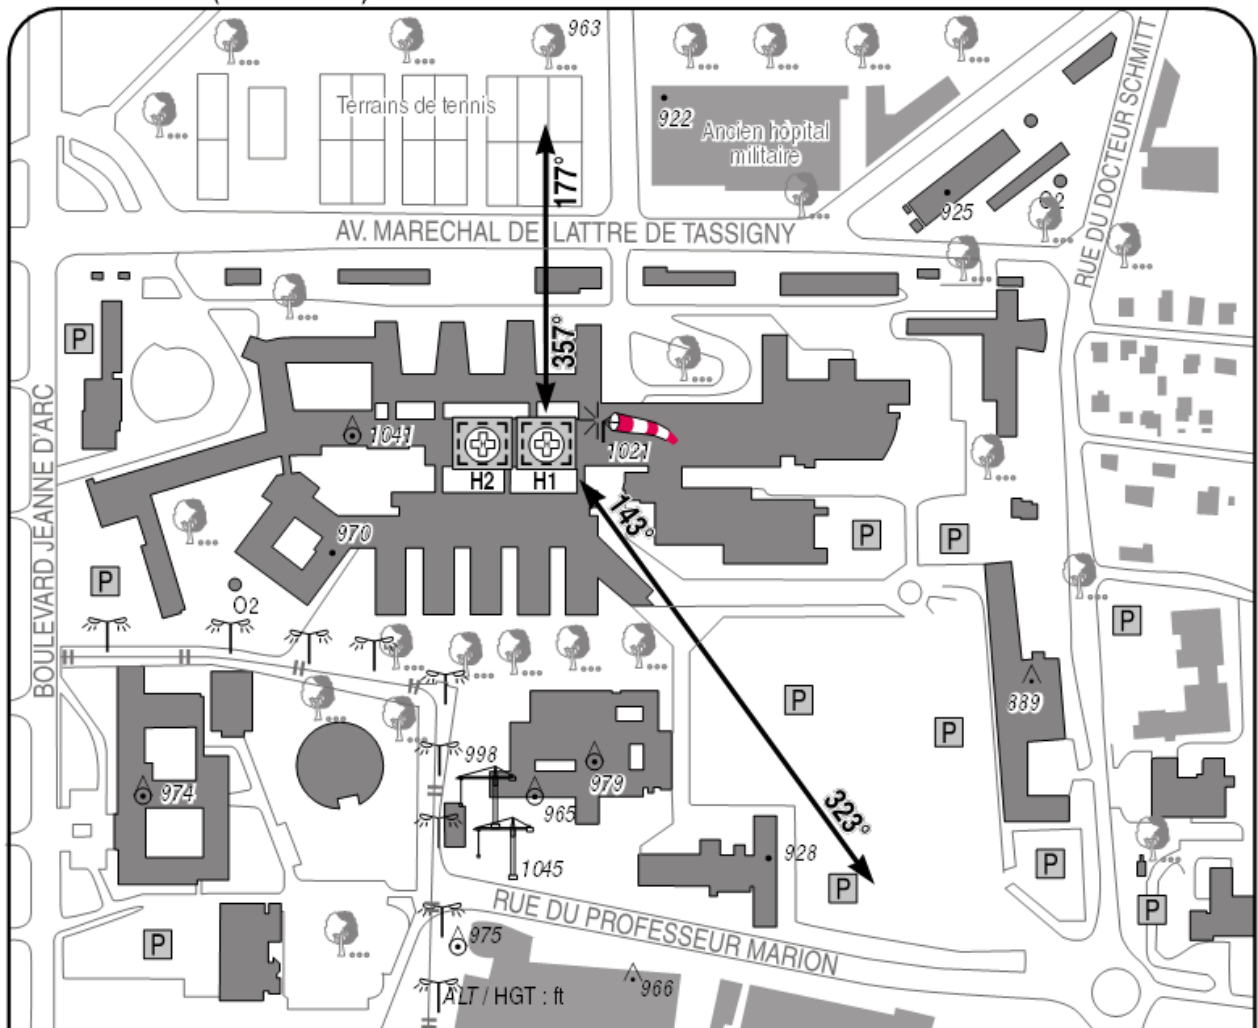 963
Terrains de tennis
922
Ancien hôpital
militaire
177°
925
O2
RUE DU DOCTEUR SCHMITT
AV. MARECHAL DE LATTRE DE TASSIGNY
P
357°
1041
1021
H2
H1
BOULEVARD JEANNE D'ARC
143°
970
P
P
P
O2
P
889
P
P
998
979
974
965
323°
1045
928
P
P
P
RUE DU PROFESSEUR MARION
975
P
966
ALT / HGT : ft